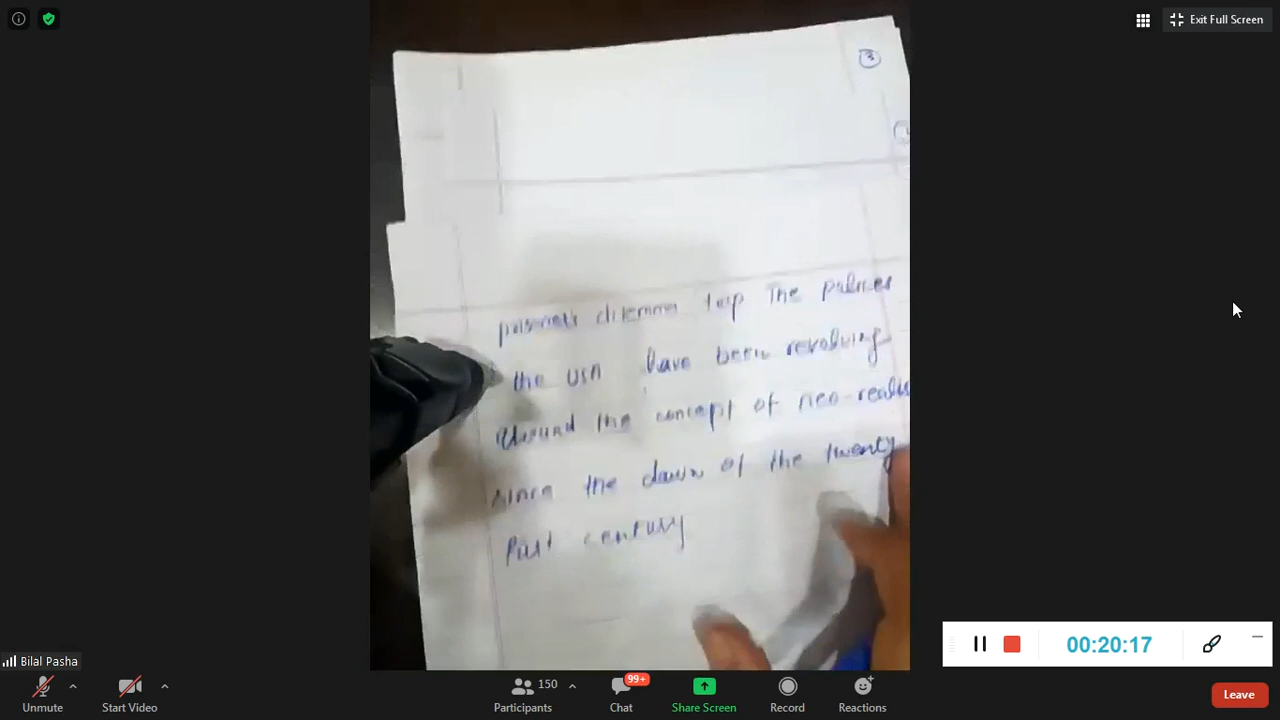 Exit Full Screen
3
dilemma trap The policies
the USA have been revolving
around the concept of neo-realis
since the dawn of the twenty
first century
00:20:17
Bilal Pasha
150
99+
Unmute
Start Video
Participants
Chat
Share Screen
Record
Reactions
Leave